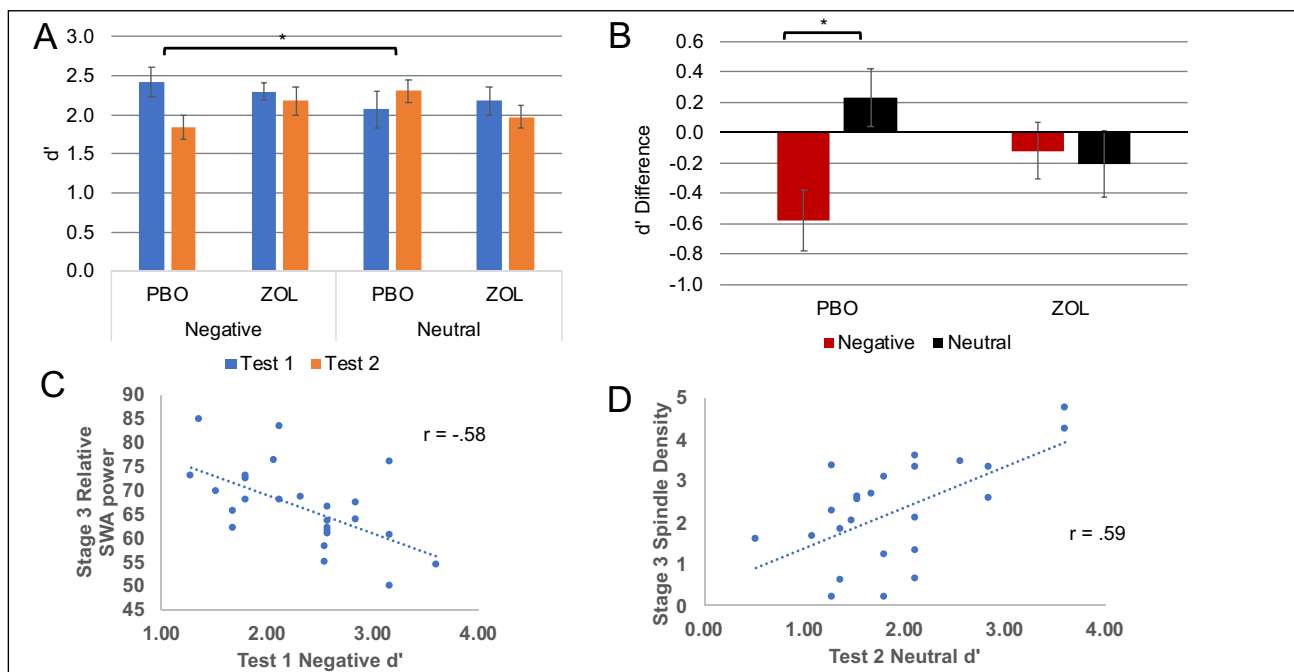 A
3.0
2.5
2.0
1.5
1.0
0.5
0.0
d'
*
PBO ZOL PBO ZOL
Negative Neutral
Test 1 Test 2
B
0.6
0.4
0.2
0.0
-0.2
-0.4
-0.6
-0.8
-1.0
d' Difference
*
PBO ZOL
Negative Neutral
C
90
85
80
75
70
65
60
55
50
45
Stage 3 Relative
SWA power
r = -.58
1.00 2.00 3.00 4.00
Test 1 Negative d'
D
5
4
3
2
1
0
Stage 3 Spindle Density
r = .59
0.00 1.00 2.00 3.00 4.00
Test 2 Neutral d'